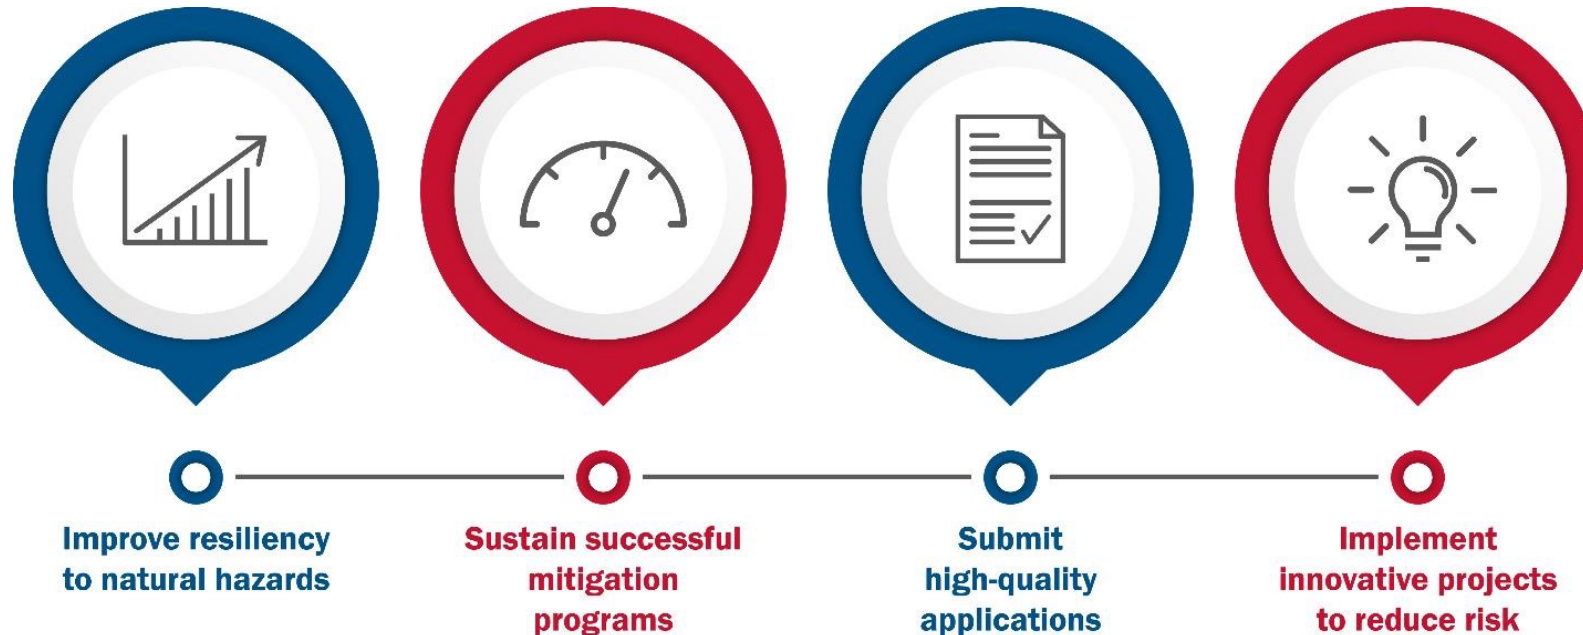 Improve resiliency
to natural hazards
Sustain successful
mitigation
programs
Submit
high-quality
applications
Implement
innovative projects
to reduce risk